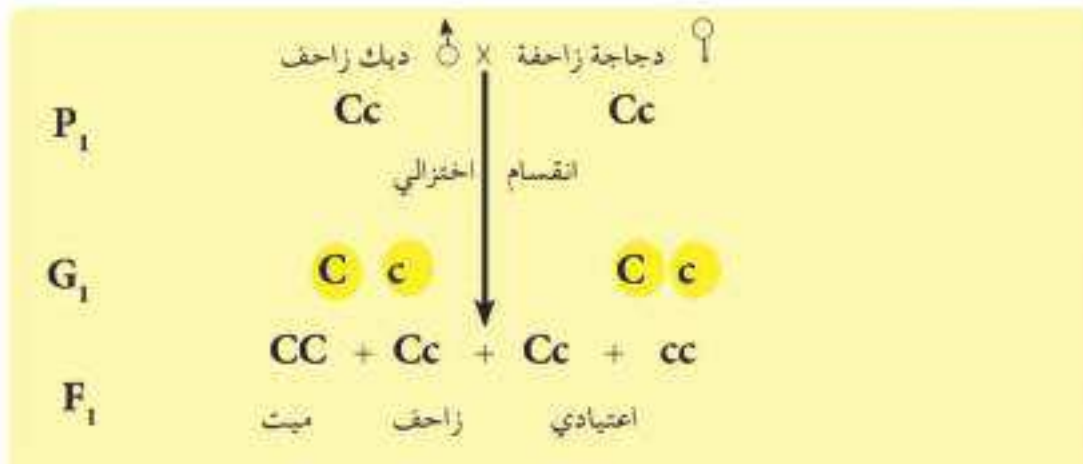 دجاجة زاحفة ♀ X ♂ ديك زاحف
P1 Cc Cc
انقسام اختزالي
G1 C c C c
CC + Cc + Cc + cc
F1 ميت زاحف اعتيادي